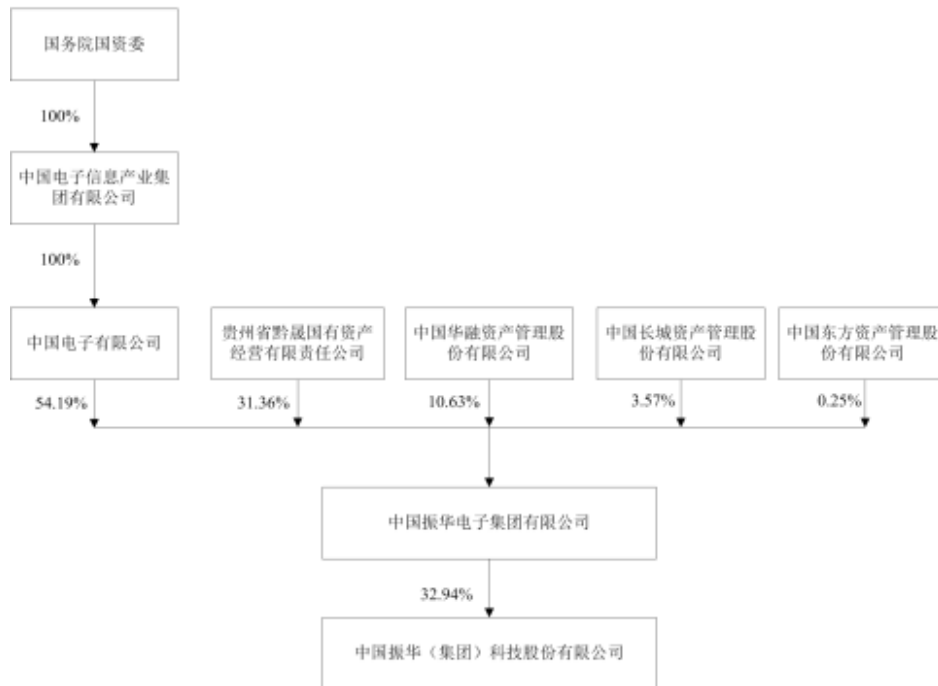 国务院国资委
100%
中国电子信息产业集
团有限公司
100%
中国电子有限公司
贵州省黔晟国有资产
经营有限责任公司
中国华融资产管理股
份有限公司
中国长城资产管理股
份有限公司
中国东方资产管理股
份有限公司
54.19%
31.36%
10.63%
3.57%
0.25%
中国振华电子集团有限公司
32.94%
中国振华（集团）科技股份有限公司